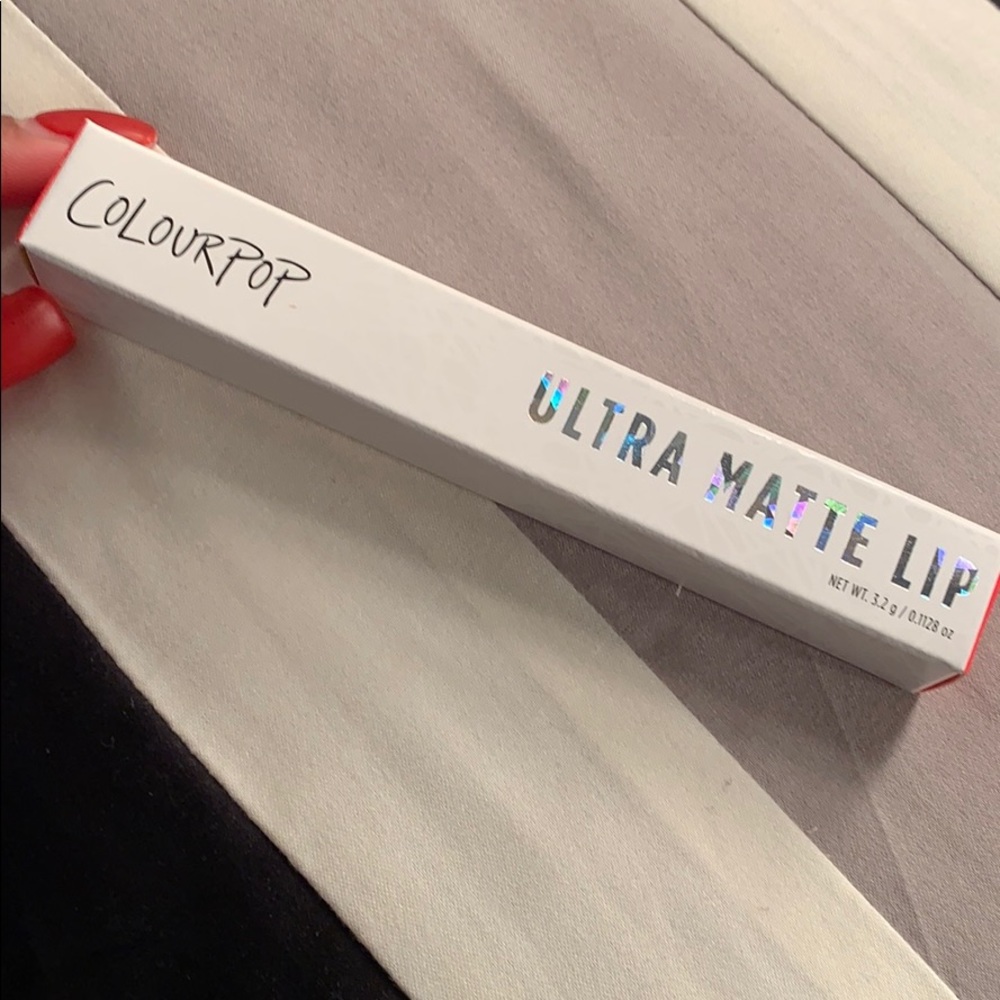 COLOURPOP
ULTRA MATTE LIP
NET WT. 3.2 g / 0.1128 oz